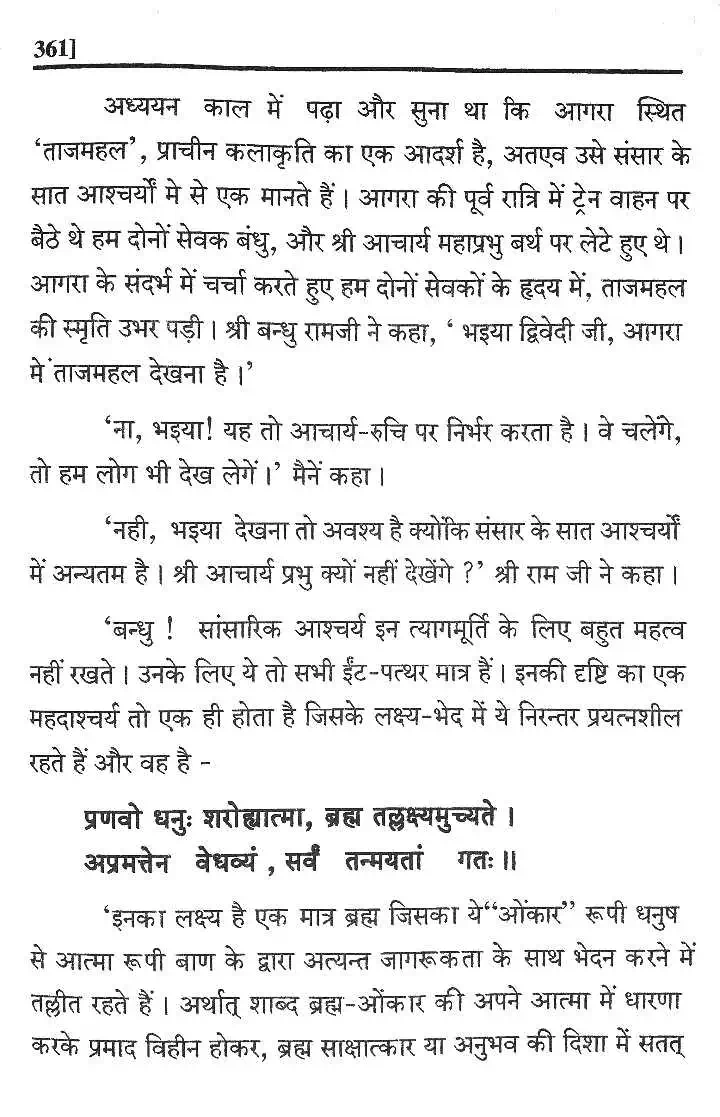 361]
अध्ययन काल में पढ़ा और सुना था कि आगरा स्थित
‘ताजमहल’, प्राचीन कलाकृति का एक आदर्श है, अतएव उसे संसार के
सात आश्चर्यों मे से एक मानते हैं । आगरा की पूर्व रात्रि में ट्रेन वाहन पर
बैठे थे हम दोनों सेवक बंधु, और श्री आचार्य महाप्रभु बर्थ पर लेटे हुए थे ।
आगरा के संदर्भ में चर्चा करते हुए हम दोनों सेवकों के हृदय में, ताजमहल
की स्मृति उभर पड़ी । श्री बन्धु रामजी ने कहा, ‘ भइया द्विवेदी जी, आगरा
में ताजमहल देखना है ।’
‘ना, भइया! यह तो आचार्य-रुचि पर निर्भर करता है । वे चलेंगे,
तो हम लोग भी देख लेगें ।’ मैनें कहा ।
‘नही, भइया देखना तो अवश्य है क्योंकि संसार के सात आश्चर्यों
में अन्यतम है । श्री आचार्य प्रभु क्यों नहीं देखेंगे ?’ श्री राम जी ने कहा ।
‘बन्धु ! सांसारिक आश्चर्य इन त्यागमूर्ति के लिए बहुत महत्व
नहीं रखते । उनके लिए ये तो सभी ईंट-पत्थर मात्र हैं । इनकी दृष्टि का एक
महदाश्चर्य तो एक ही होता है जिसके लक्ष्य-भेद में ये निरन्तर प्रयत्नशील
रहते हैं और वह है -
प्रणवो धनुः शरोह्यात्मा, ब्रह्म तल्लक्ष्यमुच्यते ।
अप्रमत्तेन वेधव्यं , सर्वं तन्मयतां गतः ॥
‘इनका लक्ष्य है एक मात्र ब्रह्म जिसका ये“ओंकार” रूपी धनुष
से आत्मा रूपी बाण के द्वारा अत्यन्त जागरूकता के साथ भेदन करने में
तल्लीत रहते हैं । अर्थात् शाब्द ब्रह्म-ओंकार की अपने आत्मा में धारणा
करके प्रमाद विहीन होकर, ब्रह्म साक्षात्कार या अनुभव की दिशा में सतत्